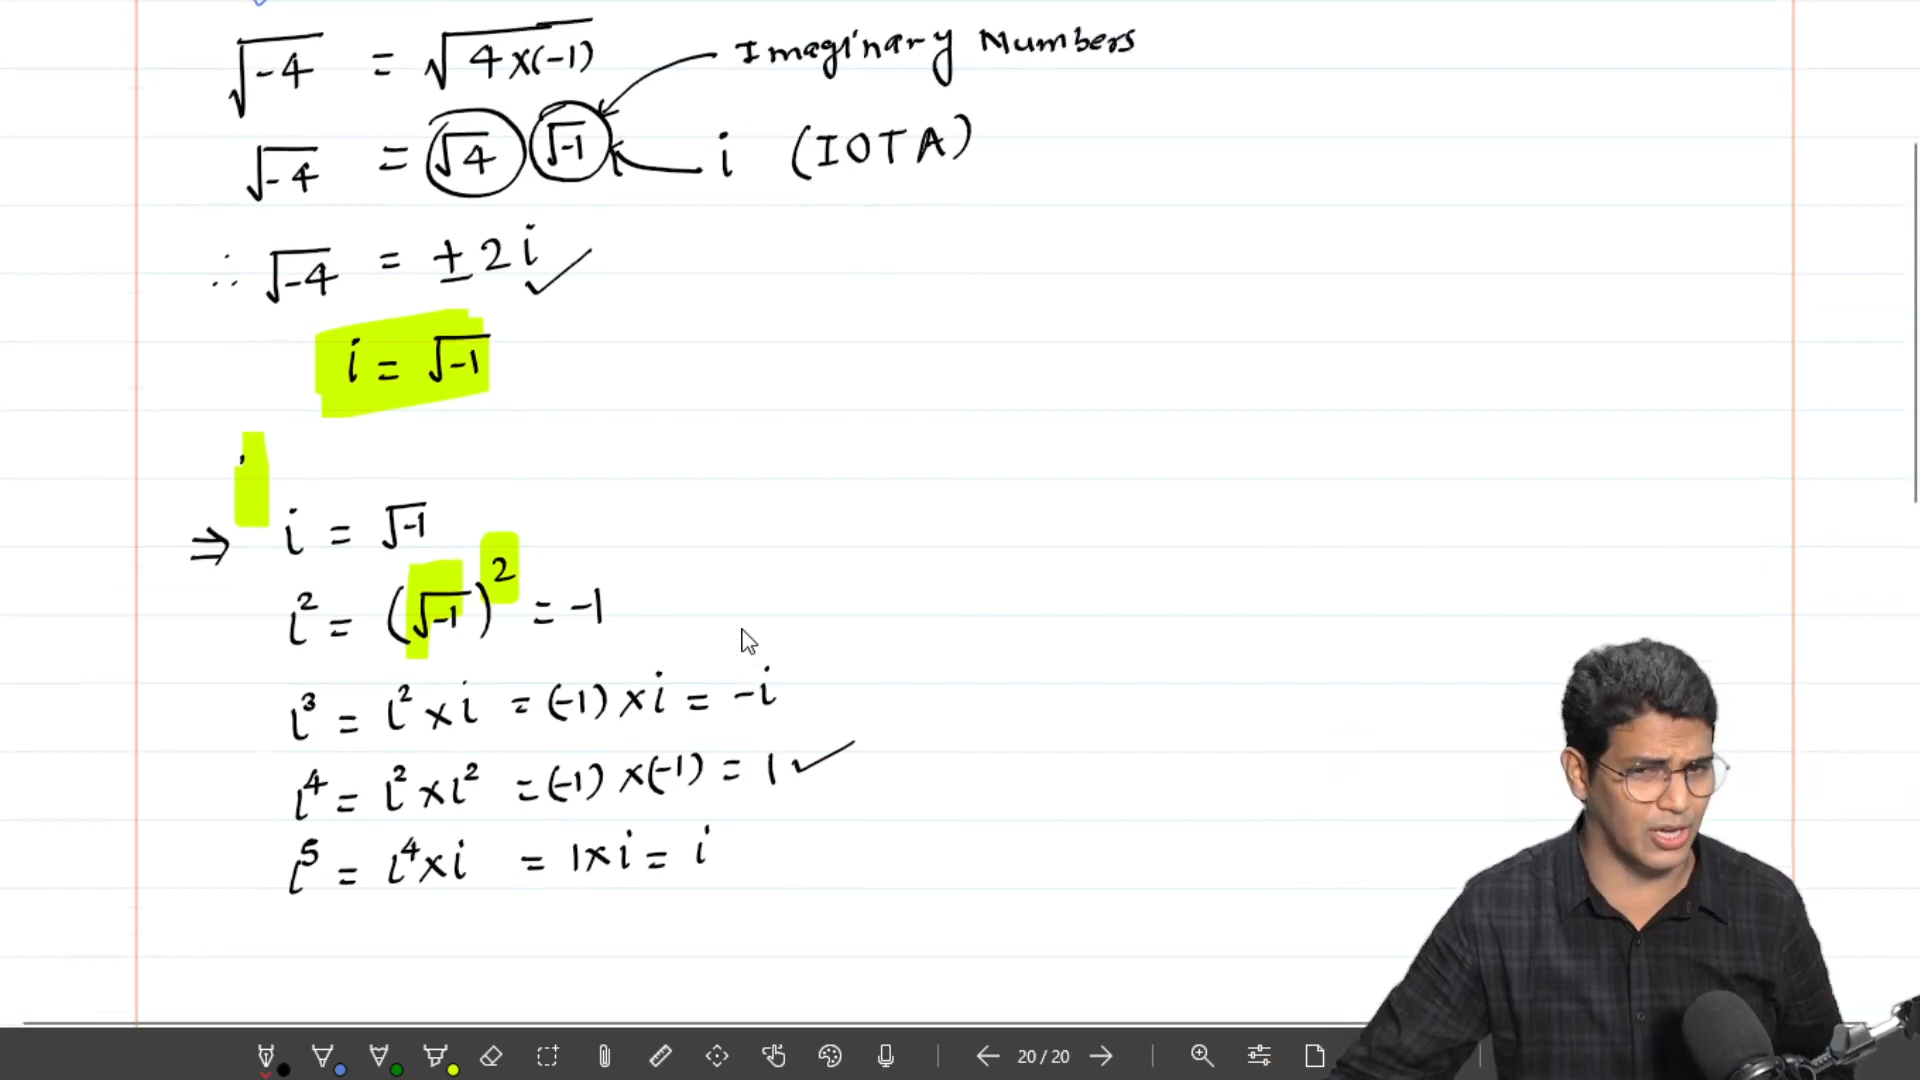 √-4 = √4×(-1)
Imaginary Numbers
√-4 = √4 √-1
i (IOTA)
∴ √-4 = ±2i
i = √-1
⇒ i = √-1
i² = (√-1)² = -1
i³ = i² × i = (-1) × i = -i
i⁴ = i² × i² = (-1) × (-1) = 1 ✓
i⁵ = i⁴ × i = 1 × i = i
20 / 20